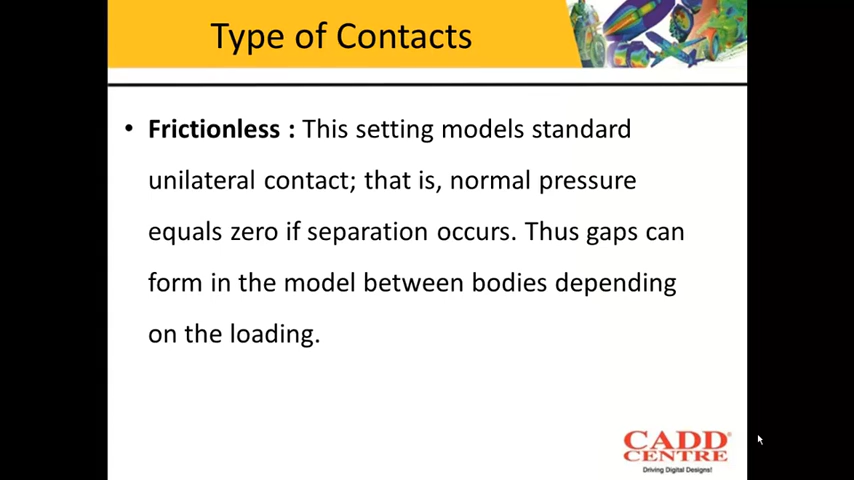 Type of Contacts
• Frictionless : This setting models standard
unilateral contact; that is, normal pressure
equals zero if separation occurs. Thus gaps can
form in the model between bodies depending
on the loading.
CADD
CENTRE
Driving Digital Designs!